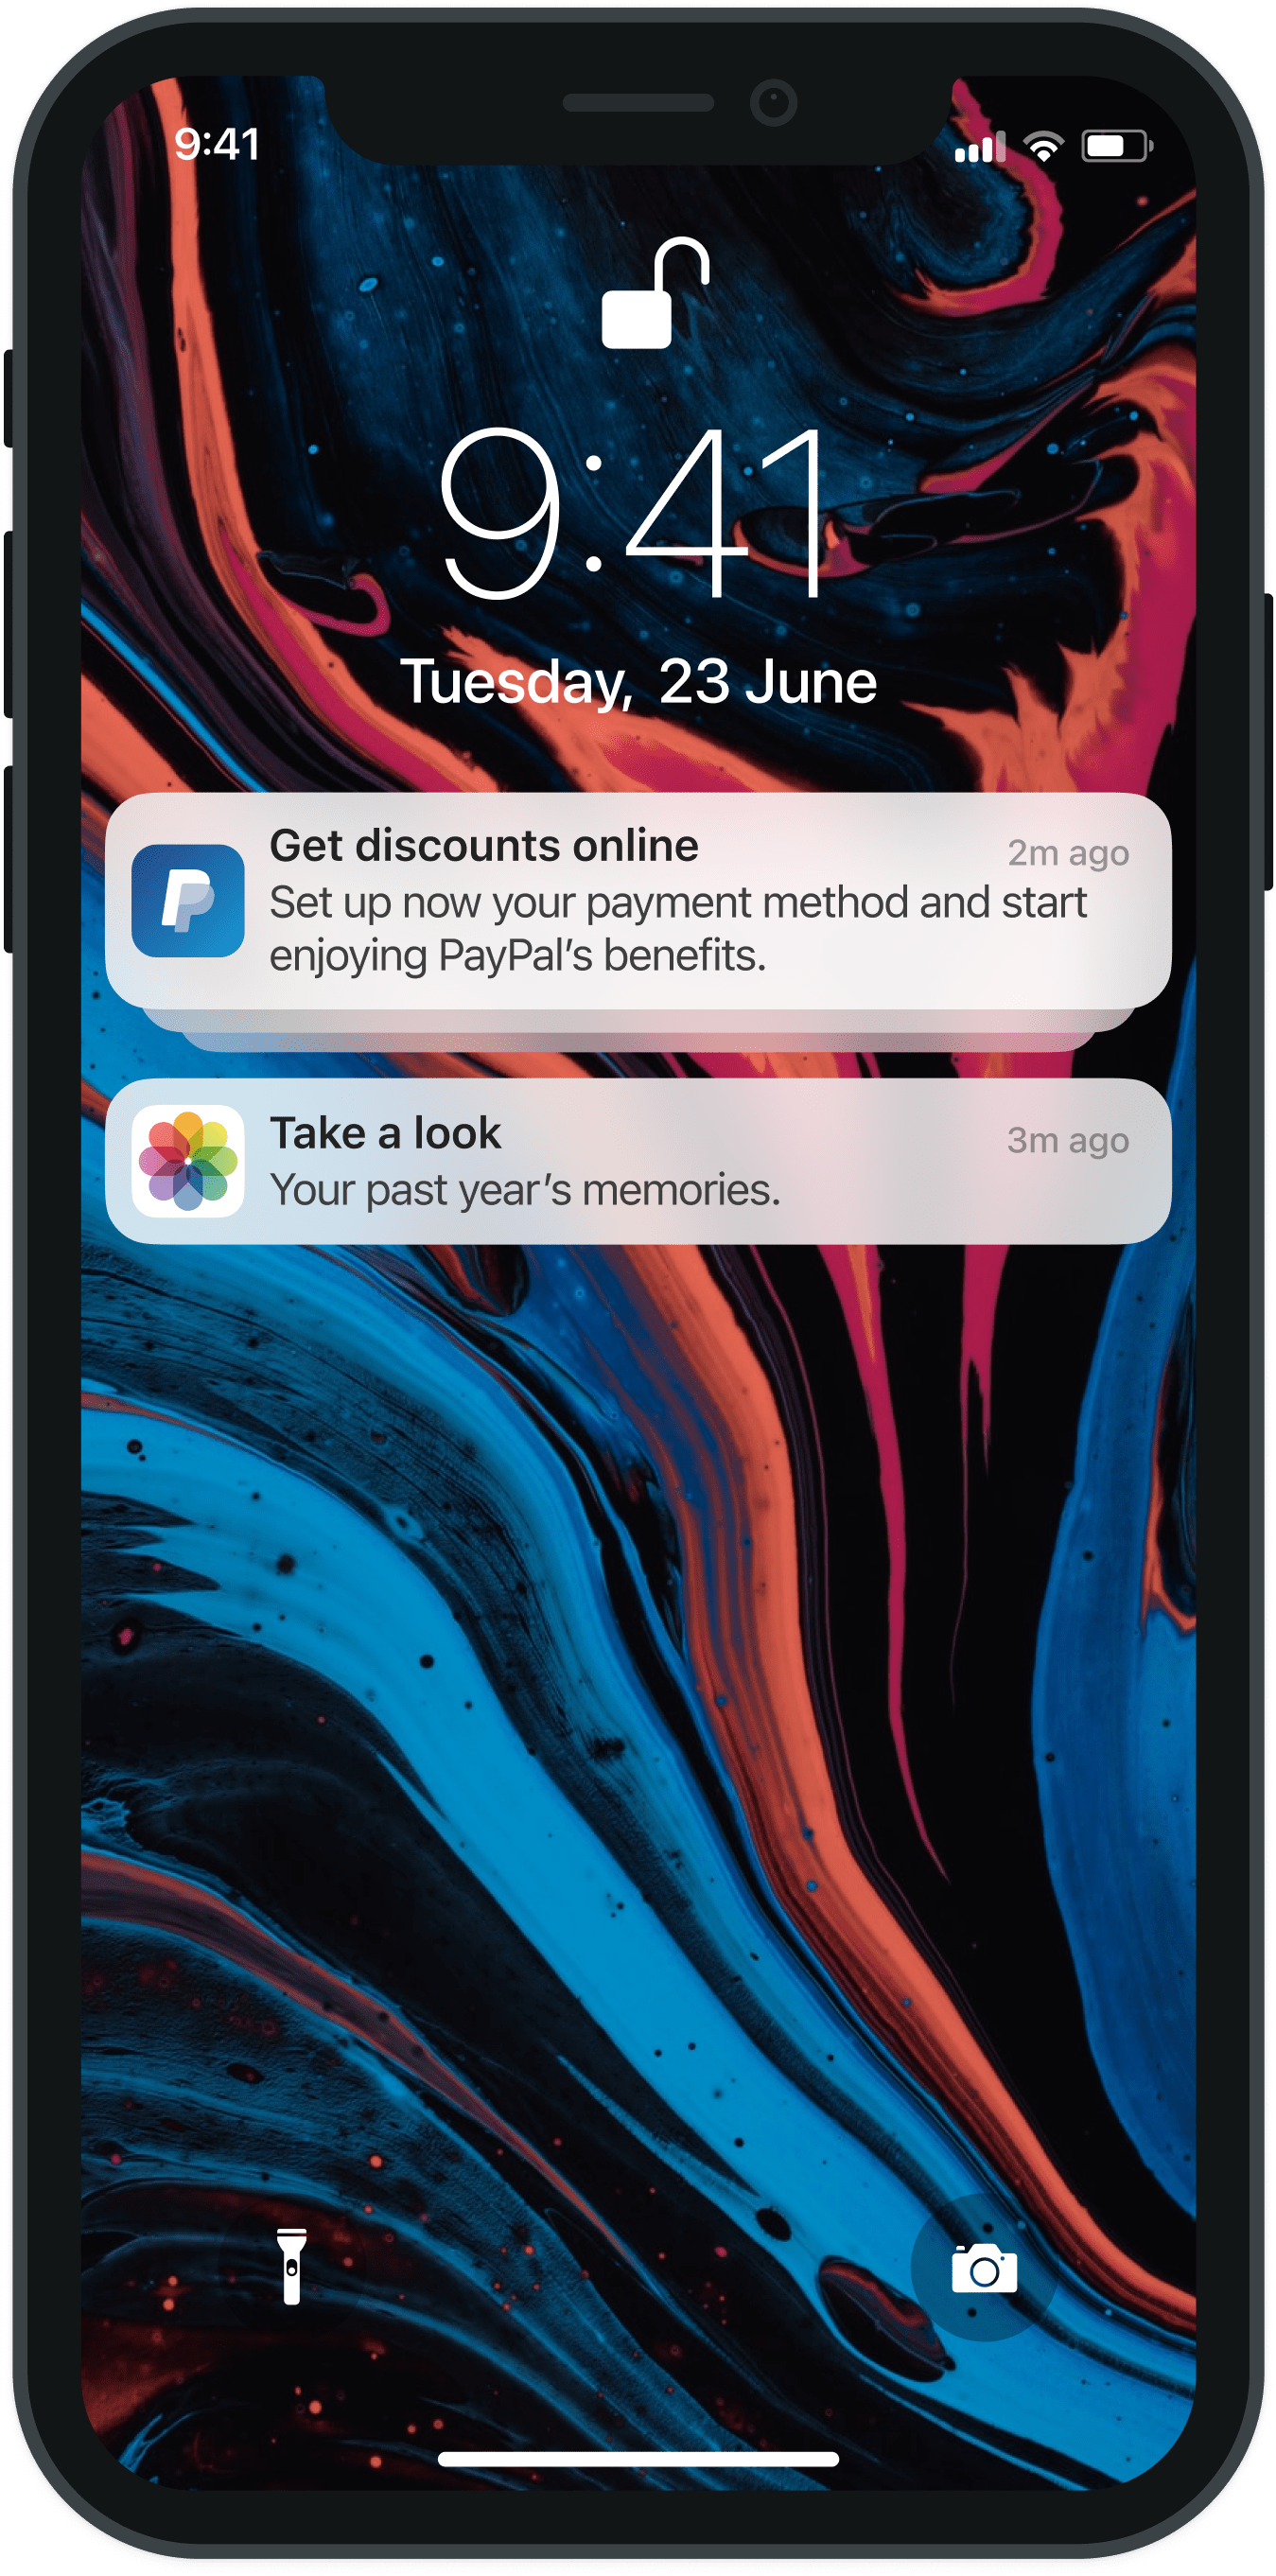 9:41
9:41
Tuesday, 23 June
Get discounts online
2m ago
Set up now your payment method and start
enjoying PayPal’s benefits.
Take a look
3m ago
Your past year’s memories.